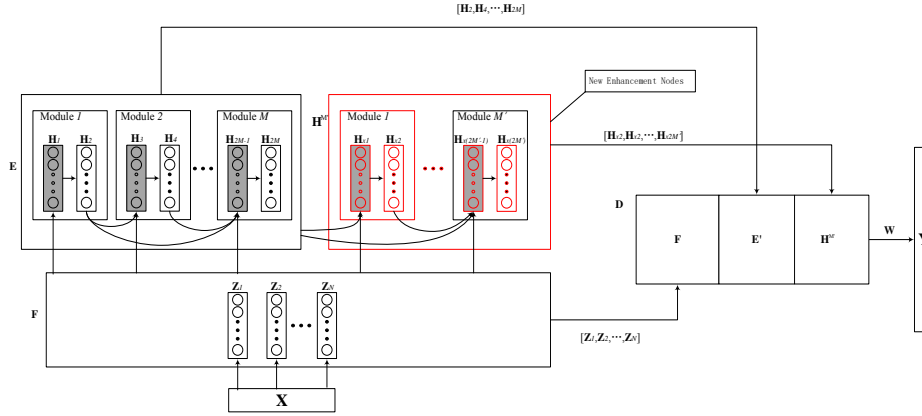 [H2,H4,···,H2M]
New Enhancement Nodes
E
Module 1
Module 2
Module M
H^M'
Module 1
Module M'
H1
H2
H3
H4
H2M-1
H2M
Hx1
Hx2
Hx(2M'-1)
Hx(2M')
[Hx2,Hx2,···,Hx2M']
D
F
E'
H^M'
W
Y
F
Z1
Z2
ZN
[Z1,Z2,···,ZN]
X